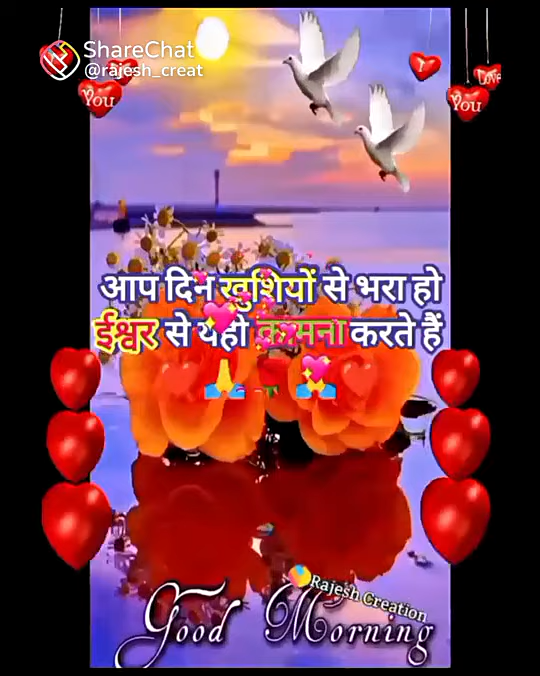 ShareChat
@rajesh_creat
You
Love
You
आप दिन खुशियों से भरा हो
ईश्वर से यही कामना करते हैं
Rajesh Creation
Good Morning